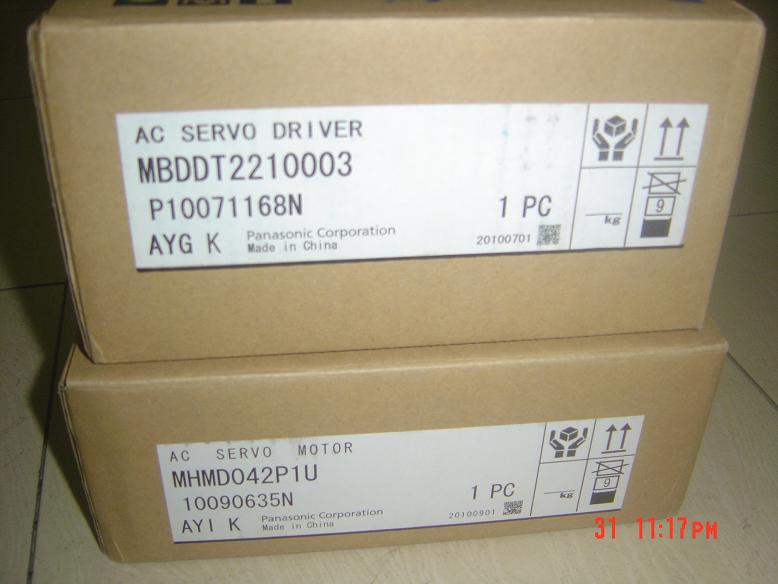 AC SERVO DRIVER
MBDDT2210003
P10071168N 1 PC
AYG K Panasonic Corporation
Made in China
20100701
kg
9
AC SERVO MOTOR
MHMD042P1U
10090635N 1 PC
AYI K Panasonic Corporation
Made in China
20100901
kg
9
31 11:17PM